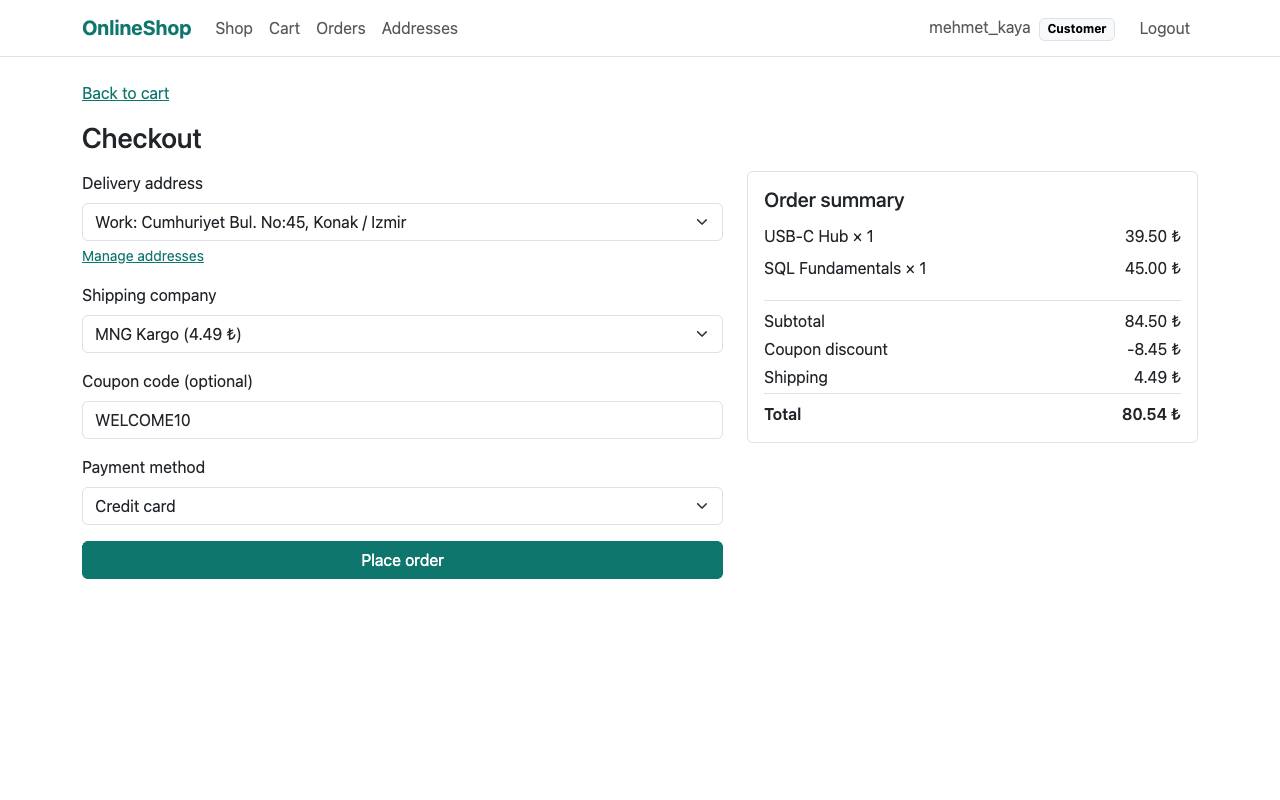 OnlineShop Shop Cart Orders Addresses mehmet_kaya Customer Logout
Back to cart
Checkout
Delivery address
Work: Cumhuriyet Bul. No:45, Konak / Izmir
Manage addresses
Shipping company
MNG Kargo (4.49 ₺)
Coupon code (optional)
WELCOME10
Payment method
Credit card
Place order
Order summary
USB-C Hub × 1 39.50 ₺
SQL Fundamentals × 1 45.00 ₺
Subtotal 84.50 ₺
Coupon discount -8.45 ₺
Shipping 4.49 ₺
Total 80.54 ₺